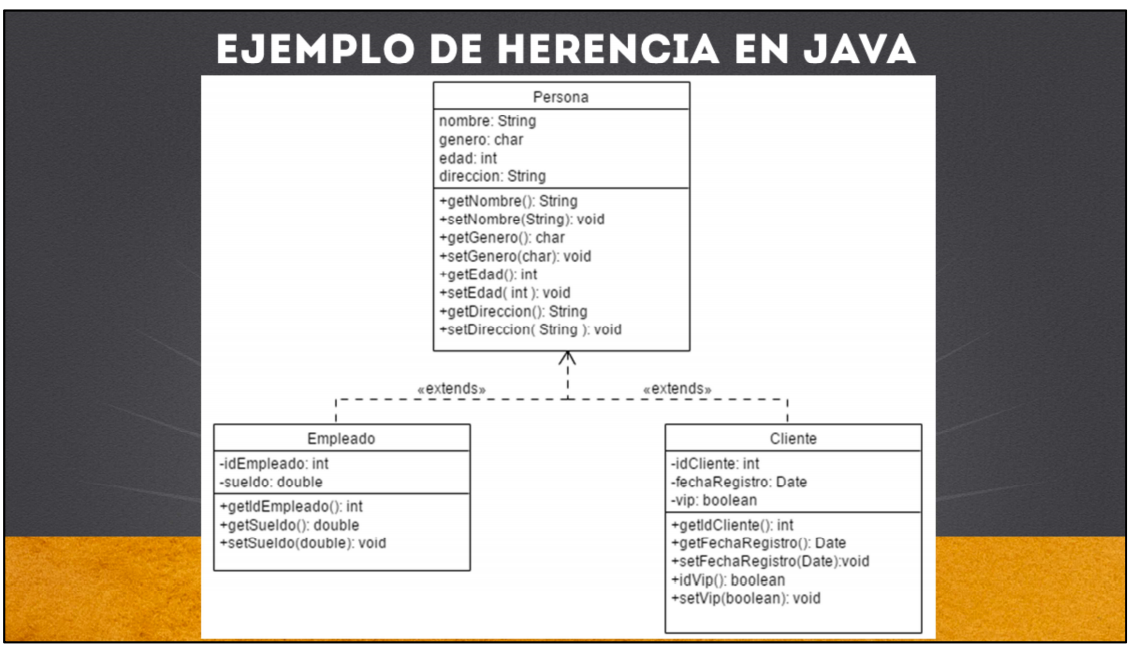 EJEMPLO DE HERENCIA EN JAVA
Persona
nombre: String
genero: char
edad: int
direccion: String
+getNombre(): String
+setNombre(String): void
+getGenero(): char
+setGenero(char): void
+getEdad(): int
+setEdad( int ): void
+getDireccion(): String
+setDireccion( String ): void
«extends» «extends»
Empleado
-idEmpleado: int
-sueldo: double
+getIdEmpleado(): int
+getSueldo(): double
+setSueldo(double): void
Cliente
-idCliente: int
-fechaRegistro: Date
-vip: boolean
+getIdCliente(): int
+getFechaRegistro(): Date
+setFechaRegistro(Date):void
+idVip(): boolean
+setVip(boolean): void